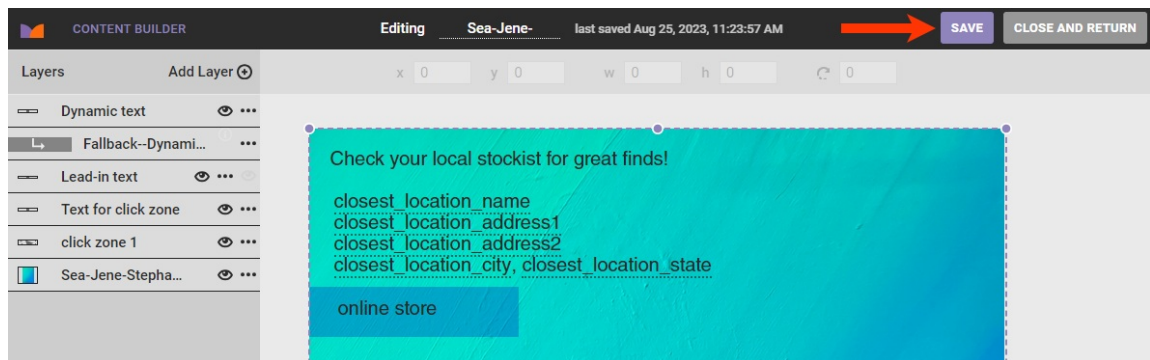 CONTENT BUILDER Editing Sea-Jene- last saved Aug 25, 2023, 11:23:57 AM SAVE CLOSE AND RETURN
Layers Add Layer x 0 y 0 w 0 h 0 0
Dynamic text
Fallback--Dynami...
Lead-in text
Text for click zone
click zone 1
Sea-Jene-Stepha...
Check your local stockist for great finds!
closest_location_name
closest_location_address1
closest_location_address2
closest_location_city, closest_location_state
online store